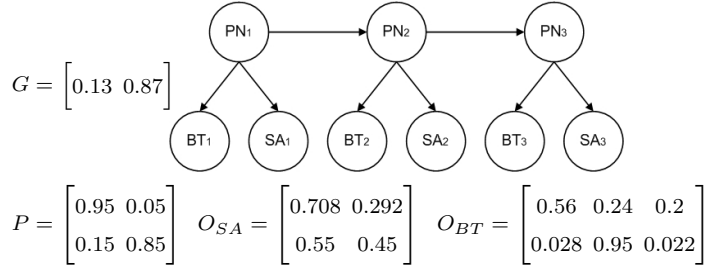 PN1 PN2 PN3
G = [0.13 0.87]
BT1 SA1 BT2 SA2 BT3 SA3
P = [0.95 0.05
0.15 0.85]
O_SA = [0.708 0.292
0.55 0.45]
O_BT = [0.56 0.24 0.2
0.028 0.95 0.022]